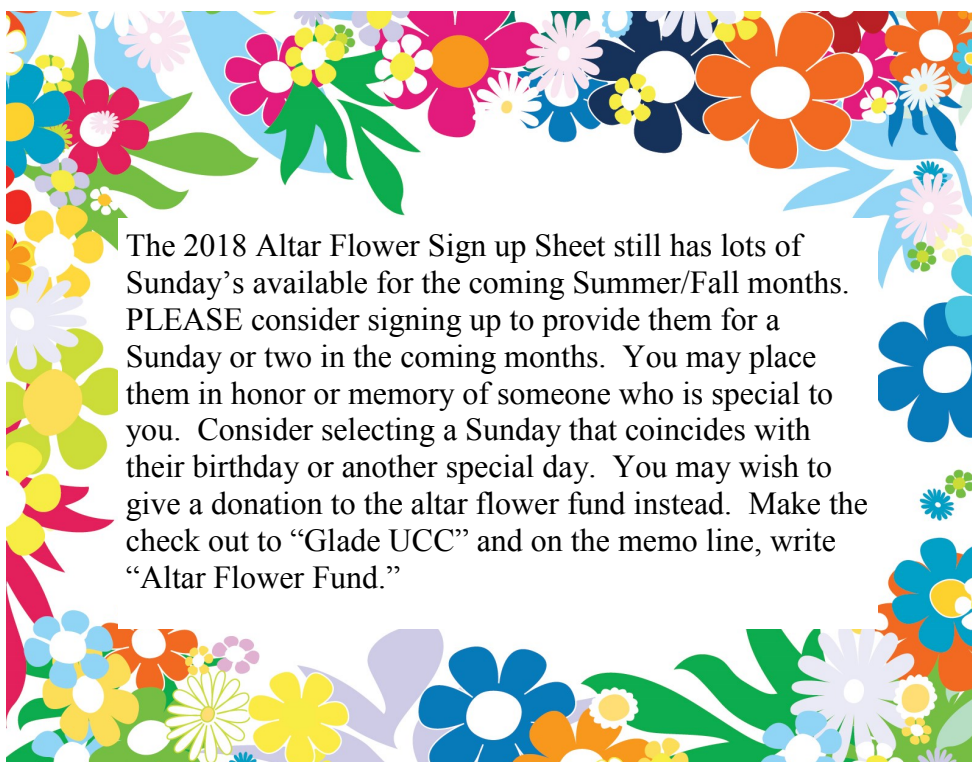 The 2018 Altar Flower Sign up Sheet still has lots of
Sunday’s available for the coming Summer/Fall months.
PLEASE consider signing up to provide them for a
Sunday or two in the coming months.  You may place
them in honor or memory of someone who is special to
you.  Consider selecting a Sunday that coincides with
their birthday or another special day.  You may wish to
give a donation to the altar flower fund instead.  Make the
check out to “Glade UCC” and on the memo line, write
“Altar Flower Fund.”